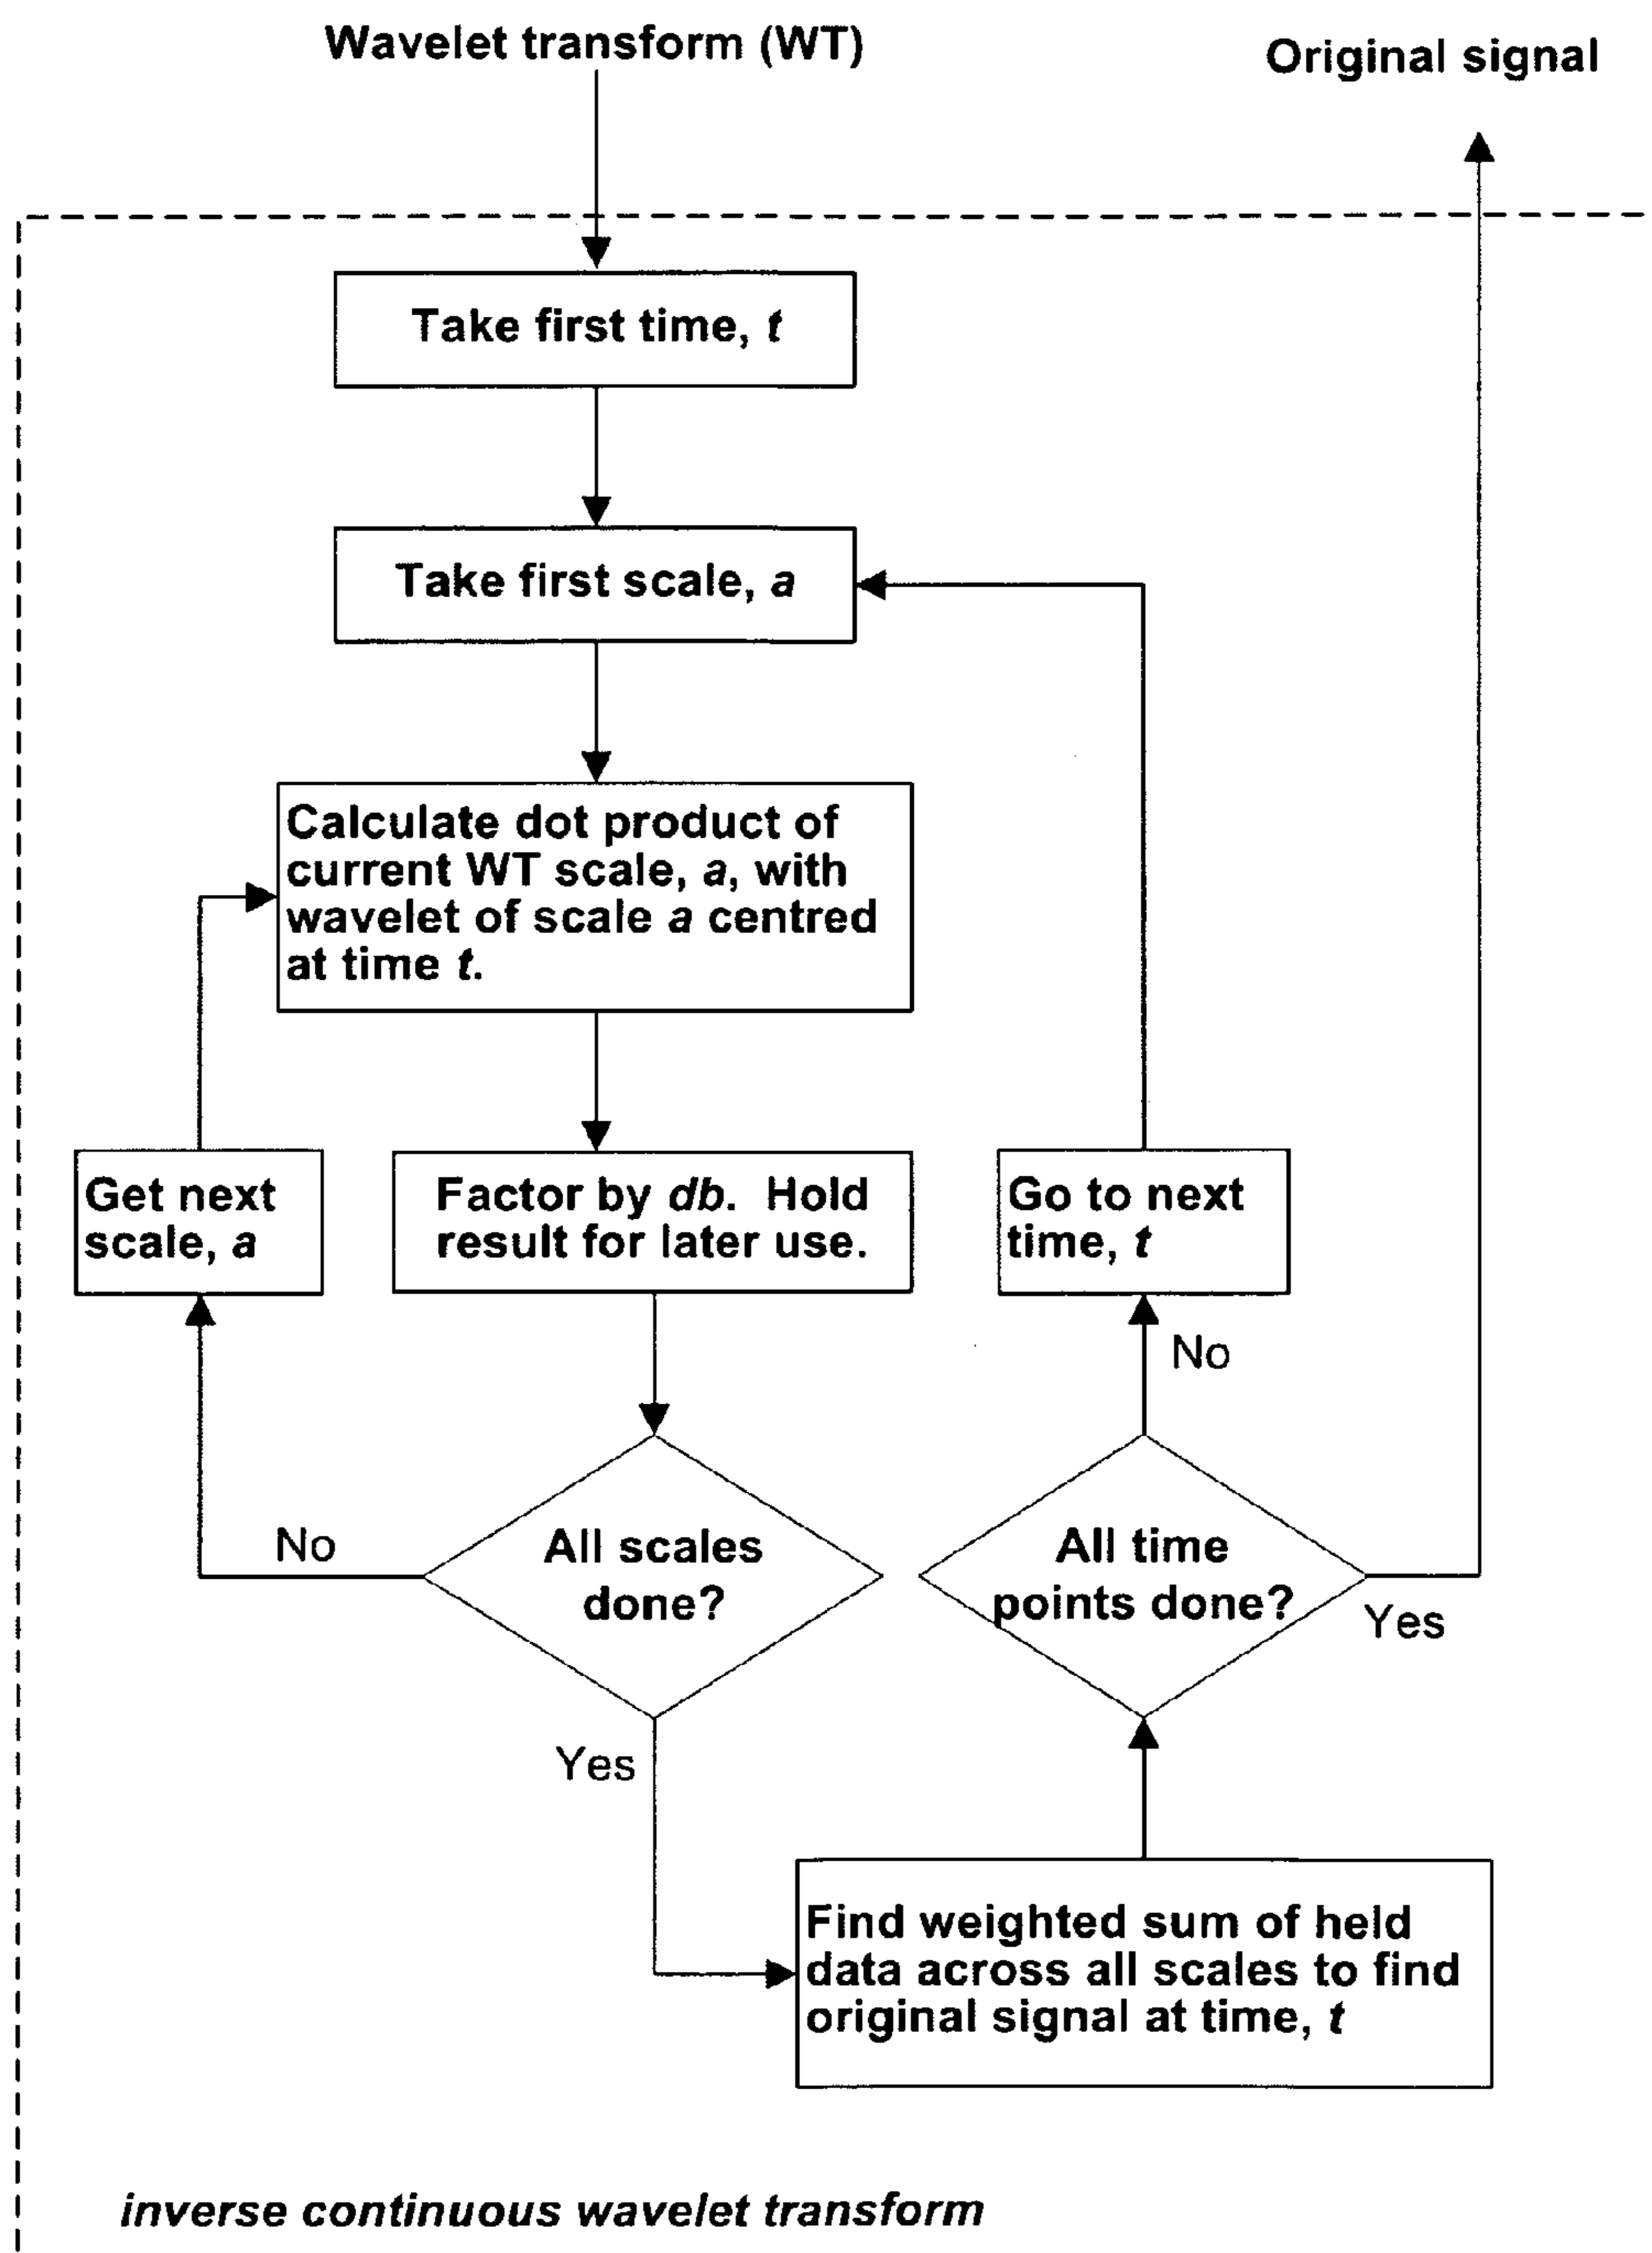 Wavelet transform (WT)
Original signal
Take first time, t
Take first scale, a
Calculate dot product of
current WT scale, a, with
wavelet of scale a centred
at time t.
Get next
scale, a
Factor by db. Hold
result for later use.
Go to next
time, t
No
No
All scales
done?
All time
points done?
Yes
Yes
Find weighted sum of held
data across all scales to find
original signal at time, t
inverse continuous wavelet transform